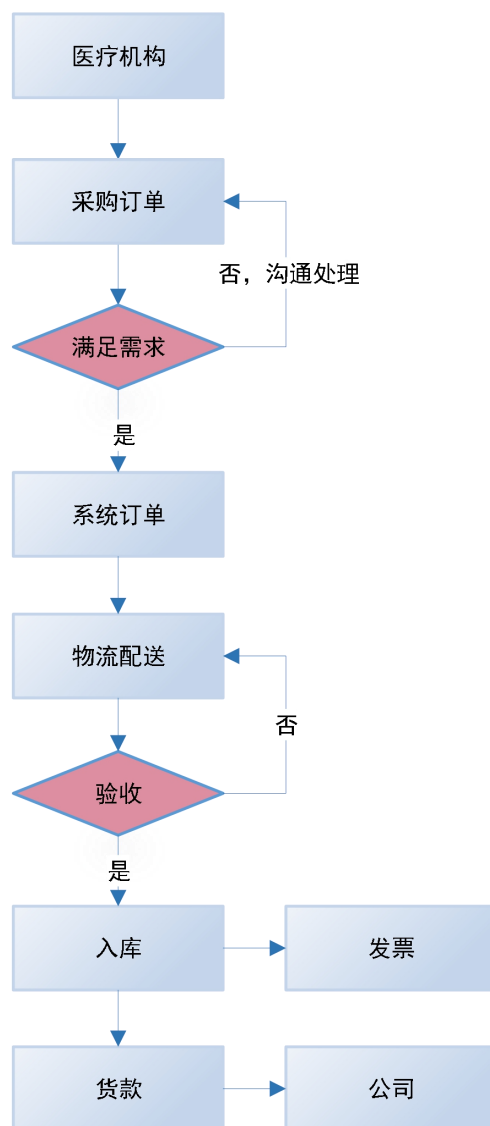 医疗机构
采购订单
否，沟通处理
满足需求
是
系统订单
物流配送
否
验收
是
入库
发票
货款
公司